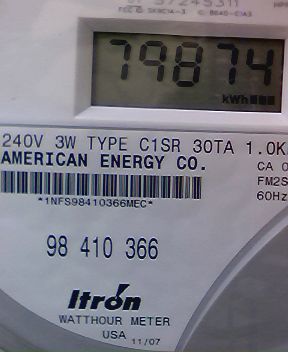 79874
kWh
240V 3W TYPE C1SR 30TA 1.0K
AMERICAN ENERGY CO.
CA 0
FM2S
60Hz
*1NFS98410366MEC*
98 410 366
Itron
WATTHOUR METER
USA 11/07